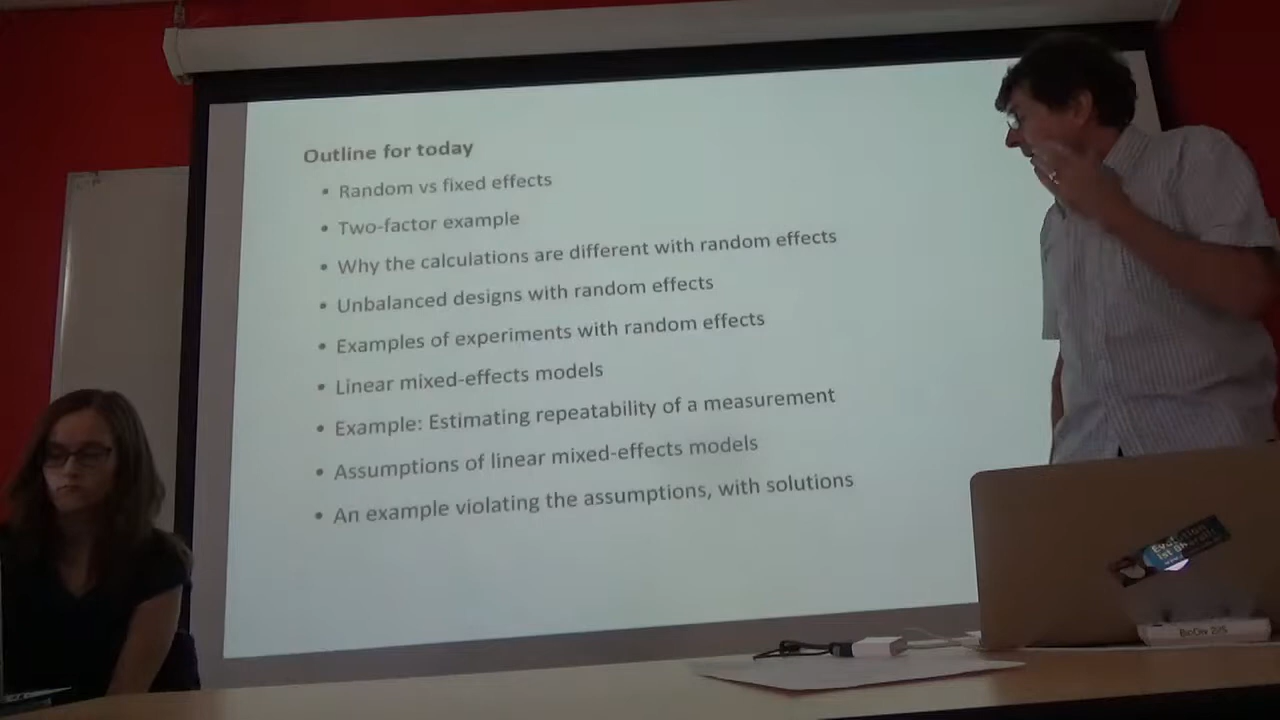 Outline for today
• Random vs fixed effects
• Two-factor example
• Why the calculations are different with random effects
• Unbalanced designs with random effects
• Examples of experiments with random effects
• Linear mixed-effects models
• Example: Estimating repeatability of a measurement
• Assumptions of linear mixed-effects models
• An example violating the assumptions, with solutions